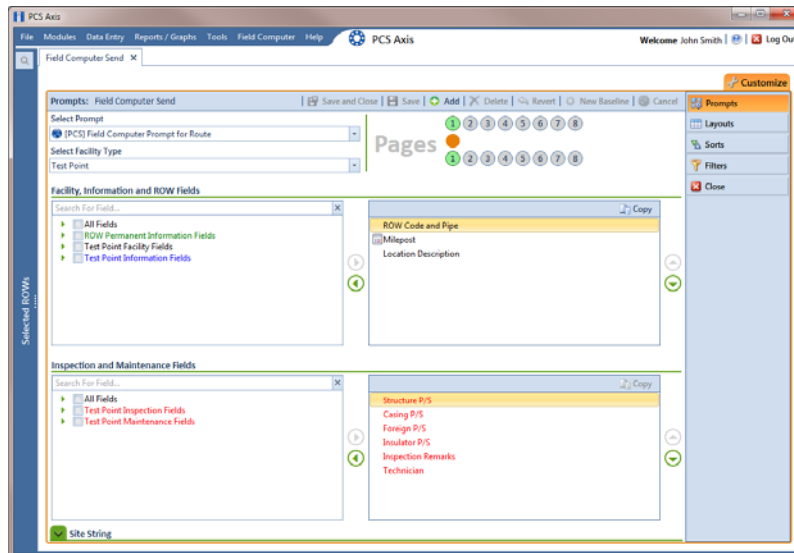 PCS Axis
File Modules Data Entry Reports / Graphs Tools Field Computer Help PCS Axis Welcome John Smith | | Log Ou
Field Computer Send X
Customize
Prompts: Field Computer Send | Save and Close | Save | Add | Delete | Revert | New Baseline | Cancel
Prompts
Select Prompt
[PCS] Field Computer Prompt for Route
Pages
1 2 3 4 5 6 7 8
1 2 3 4 5 6 7 8
Layouts
Select Facility Type
Test Point
Sorts
Filters
Close
Facility, Information and ROW Fields
Search For Field...
All Fields
ROW Permanent Information Fields
Test Point Facility Fields
Test Point Information Fields
Copy
ROW Code and Pipe
Milepost
Location Description
Selected ROWs
Inspection and Maintenance Fields
Search For Field...
All Fields
Test Point Inspection Fields
Test Point Maintenance Fields
Copy
Structure P/S
Casing P/S
Foreign P/S
Insulator P/S
Inspection Remarks
Technician
Site String